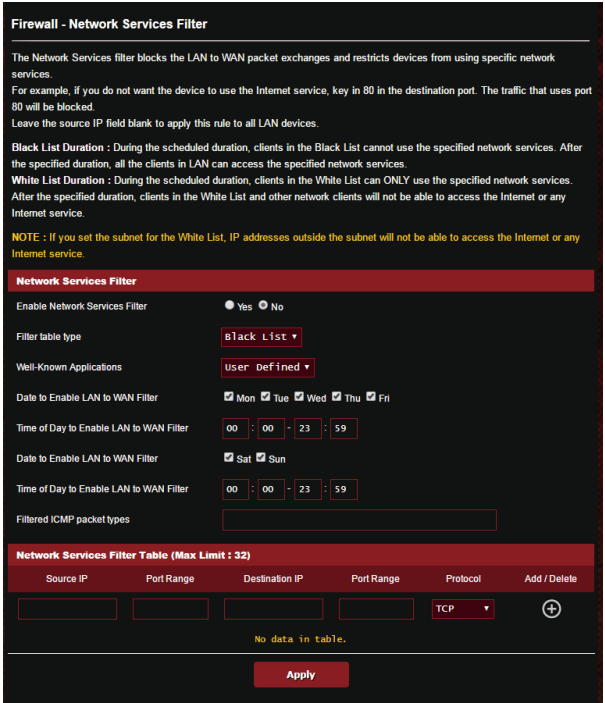 Firewall - Network Services Filter
The Network Services filter blocks the LAN to WAN packet exchanges and restricts devices from using specific network
services.
For example, if you do not want the device to use the Internet service, key in 80 in the destination port. The traffic that uses port
80 will be blocked.
Leave the source IP field blank to apply this rule to all LAN devices.
Black List Duration : During the scheduled duration, clients in the Black List cannot use the specified network services. After
the specified duration, all the clients in LAN can access the specified network services.
White List Duration : During the scheduled duration, clients in the White List can ONLY use the specified network services.
After the specified duration, clients in the White List and other network clients will not be able to access the Internet or any
Internet service.
NOTE : If you set the subnet for the White List, IP addresses outside the subnet will not be able to access the Internet or any
Internet service.
Network Services Filter
Enable Network Services Filter Yes No
Filter table type Black List
Well-Known Applications User Defined
Date to Enable LAN to WAN Filter Mon Tue Wed Thu Fri
Time of Day to Enable LAN to WAN Filter 00 : 00 - 23 : 59
Date to Enable LAN to WAN Filter Sat Sun
Time of Day to Enable LAN to WAN Filter 00 : 00 - 23 : 59
Filtered ICMP packet types
Network Services Filter Table (Max Limit : 32)
Source IP Port Range Destination IP Port Range Protocol Add / Delete
TCP
No data in table.
Apply